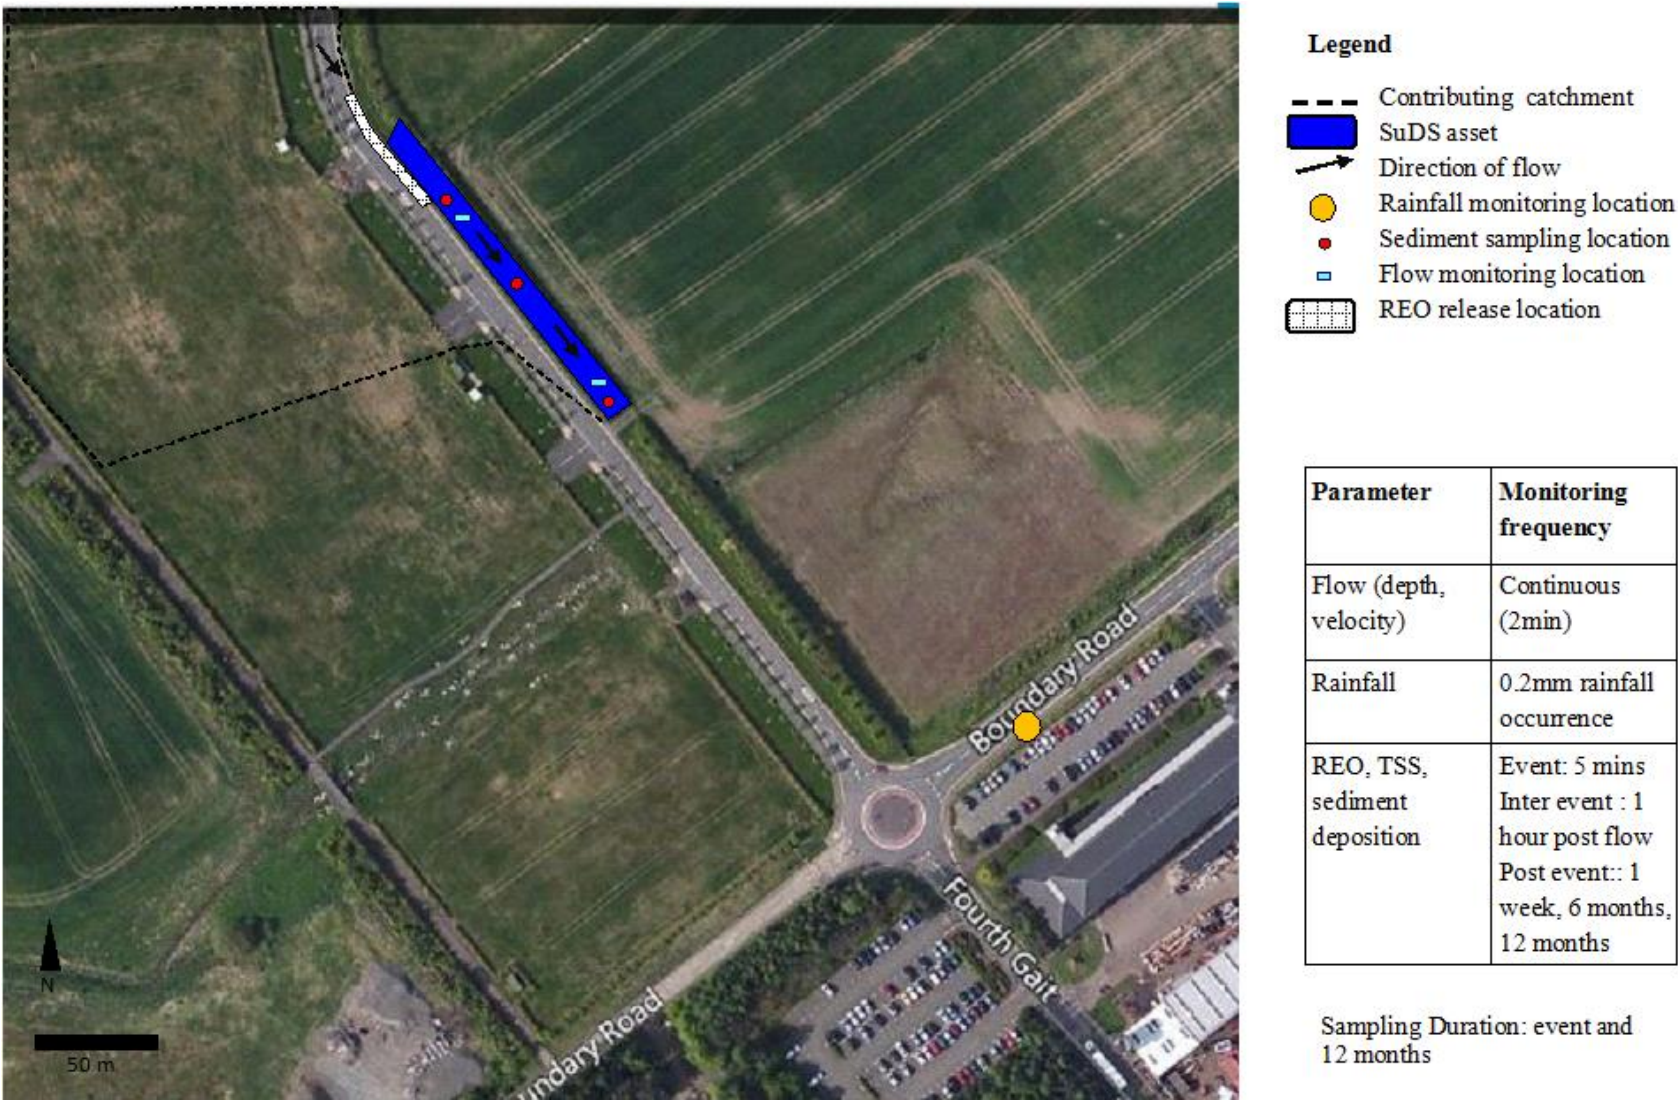 Legend
Contributing catchment
SuDS asset
Direction of flow
Rainfall monitoring location
Sediment sampling location
Flow monitoring location
REO release location
Boundary Road
Fourth Gait
undary Road
N
50 m
Parameter
Monitoring
frequency
Flow (depth,
velocity)
Continuous
(2min)
Rainfall
0.2mm rainfall
occurrence
REO, TSS,
sediment
deposition
Event: 5 mins
Inter event : 1
hour post flow
Post event:: 1
week, 6 months,
12 months
Sampling Duration: event and
12 months